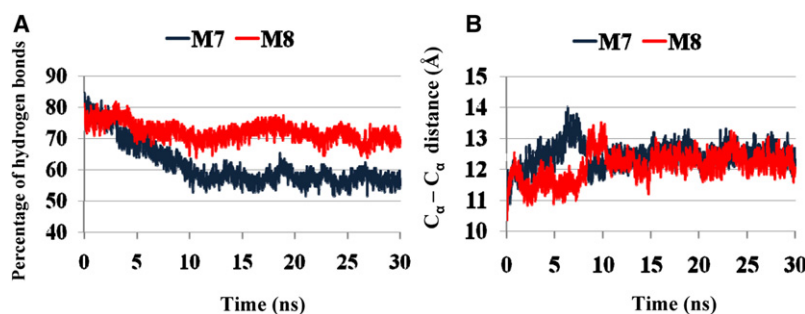 A
M7 M8
Percentage of hydrogen bonds
90
80
70
60
50
40
0 5 10 15 20 25 30
Time (ns)
B
M7 M8
Cα – Cα distance (Å)
15
14
13
12
11
10
0 5 10 15 20 25 30
Time (ns)